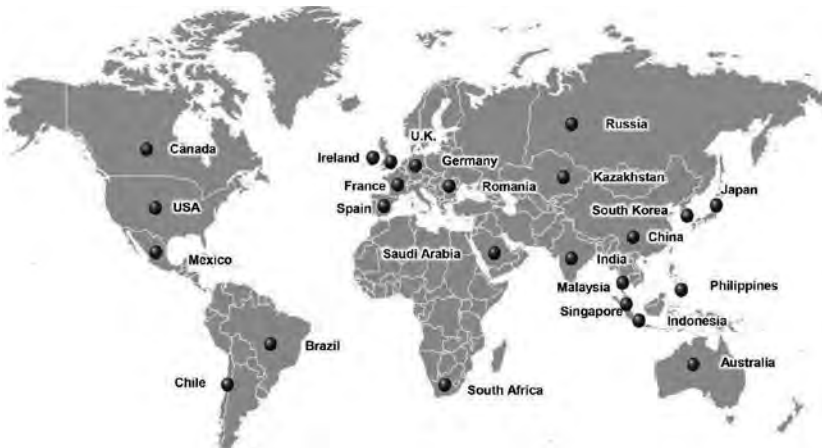 U.K.
Russia
Canada
Ireland
Germany
Kazakhstan
France
Romania
Japan
USA
Spain
South Korea
China
Saudi Arabia
India
Mexico
Malaysia
Philippines
Singapore
Indonesia
Brazil
Australia
Chile
South Africa